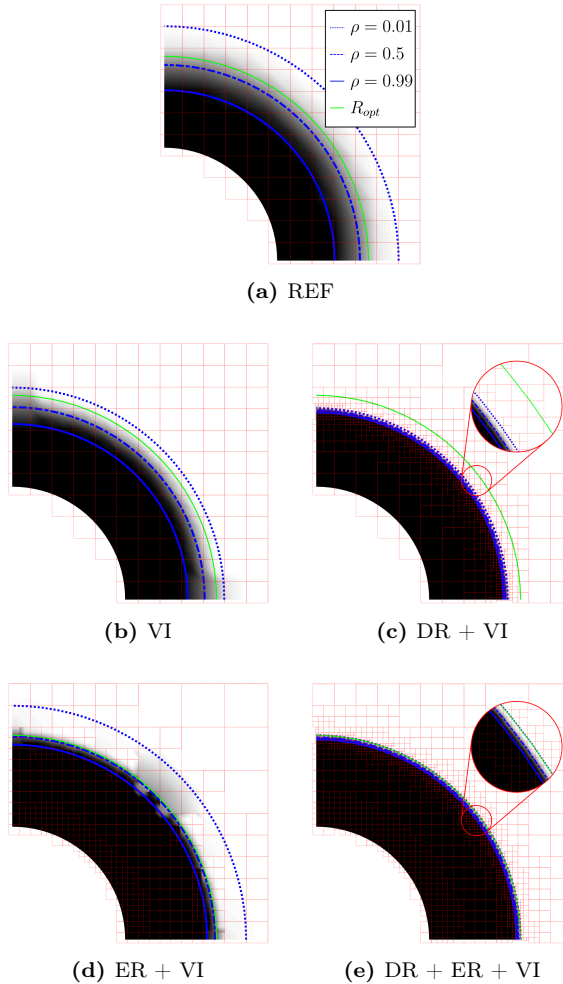 ρ = 0.01
ρ = 0.5
ρ = 0.99
R_opt
(a) REF
(b) VI
(c) DR + VI
(d) ER + VI
(e) DR + ER + VI